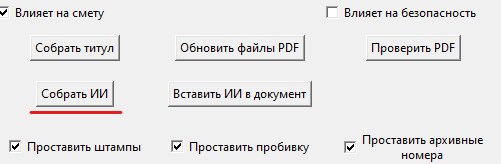 Влияет на смету
Влияет на безопасность
Собрать титул
Обновить файлы PDF
Проверить PDF
Собрать ИИ
Вставить ИИ в документ
Проставить штампы
Проставить пробивку
Проставить архивные
номера